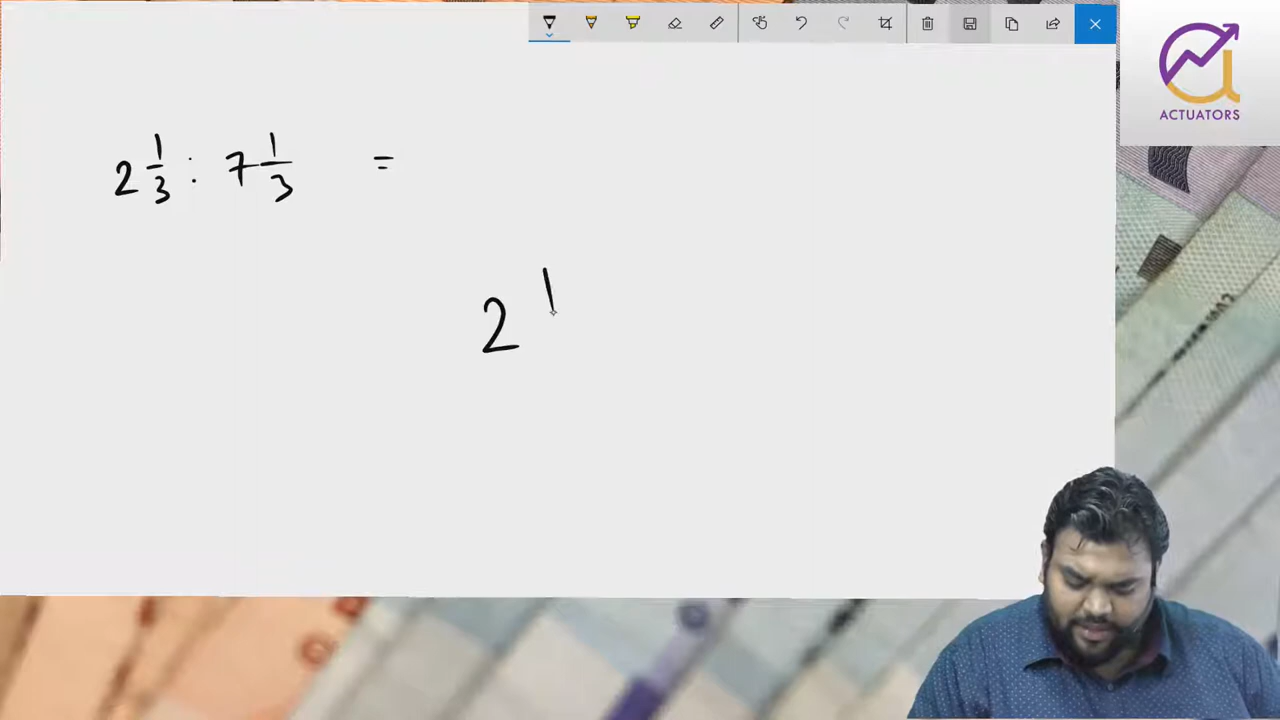 ACTUATORS
2 1/3 : 7 1/3 =
2 1